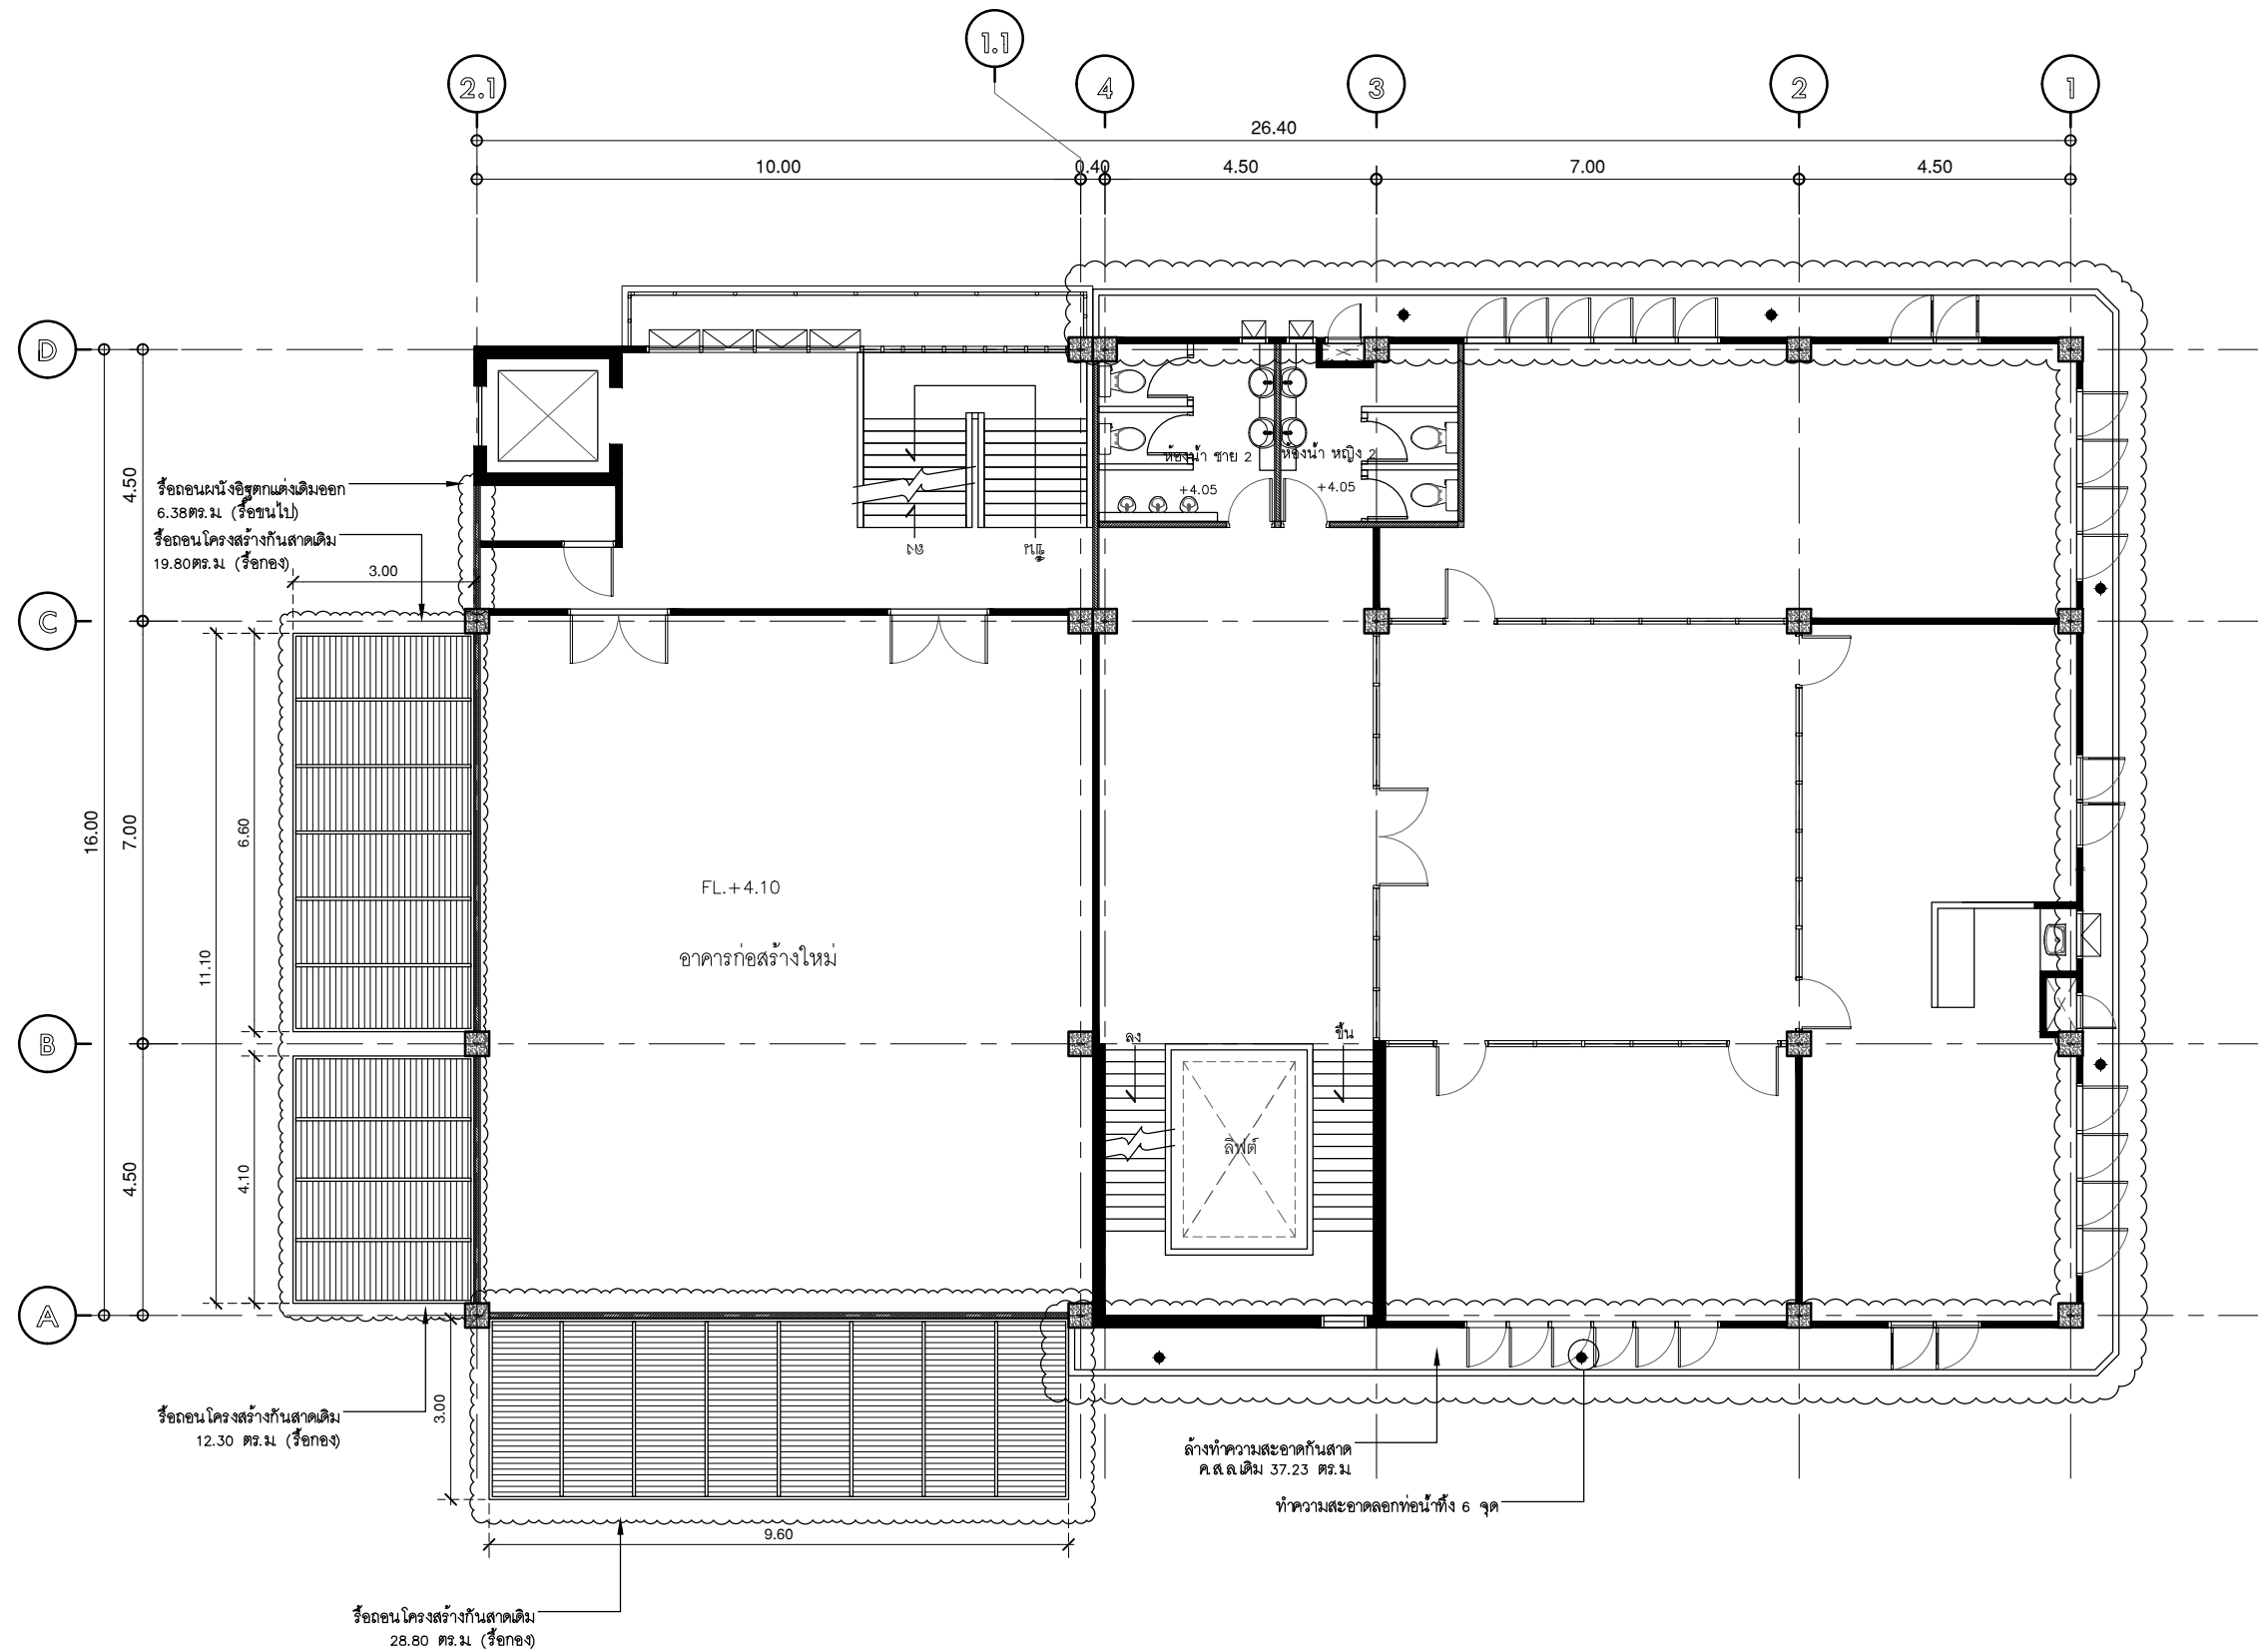 1.1
2.1
4
3
2
1
26.40
10.00
0.40
4.50
7.00
4.50
D
C
B
A
4.50
16.00
7.00
4.50
รื้อถอนผนังอิฐตกแต่งเดิมออก
6.38ตร.ม. (รื้อขนไป)
รื้อถอนโครงสร้างกันสาดเดิม
19.80ตร.ม. (รื้อกอง)
3.00
6.60
11.10
4.10
ห้องน้ำ ชาย 2
+4.05
ห้องน้ำ หญิง 2
+4.05
ลง
ขึ้น
FL.+4.10
อาคารก่อสร้างใหม่
ลง
ขึ้น
ลิฟต์
รื้อถอนโครงสร้างกันสาดเดิม
12.30 ตร.ม. (รื้อกอง)
3.00
9.60
รื้อถอนโครงสร้างกันสาดเดิม
28.80 ตร.ม. (รื้อกอง)
ล้างทำความสะอาดกันสาด
ค.ส.ล.เดิม 37.23 ตร.ม.
ทำความสะอาดลอกท่อน้ำทิ้ง 6 จุด